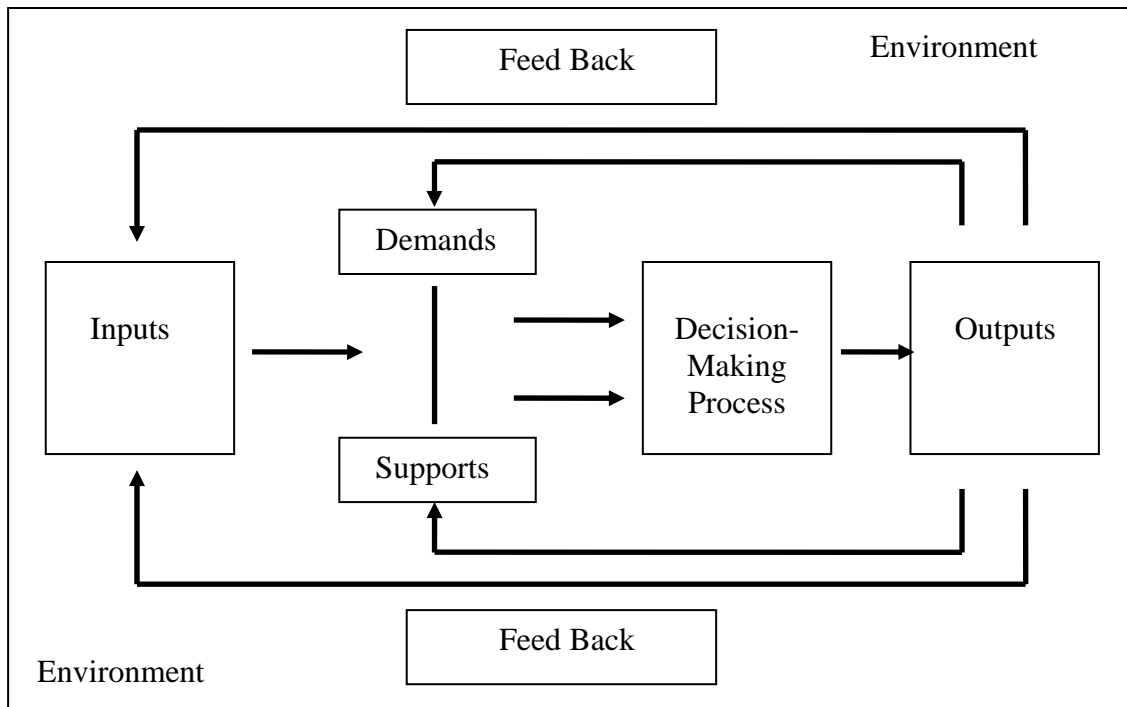 Feed Back
Environment
Demands
Inputs
Decision-
Making
Process
Outputs
Supports
Feed Back
Environment